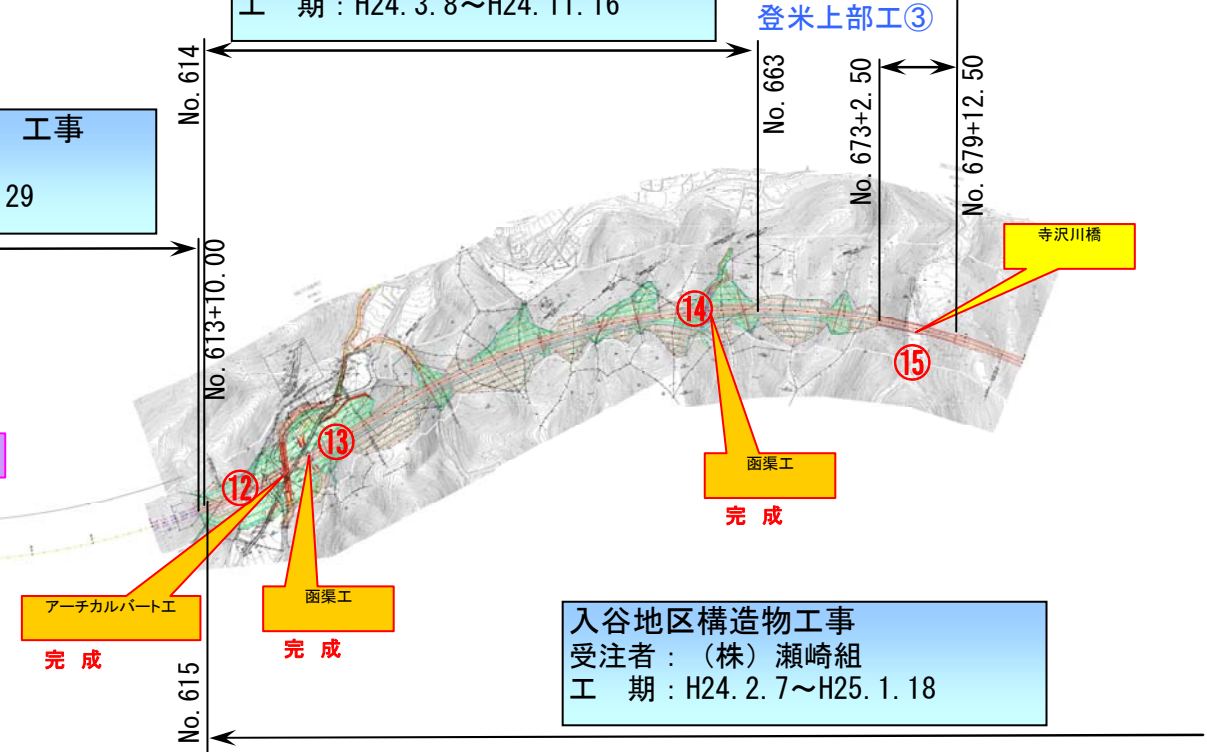 工　期：H24.3.8～H24.11.16
登米上部工③
No.614
No.663
No.673+2.50
No.679+12.50
工事
29
No.613+10.00
寺沢川橋
⑭
⑮
⑬
⑫
函渠工
完 成
アーチカルバート工
完 成
函渠工
完 成
入谷地区構造物工事
受注者：（株）瀬崎組
工　期：H24.2.7～H25.1.18
No.615